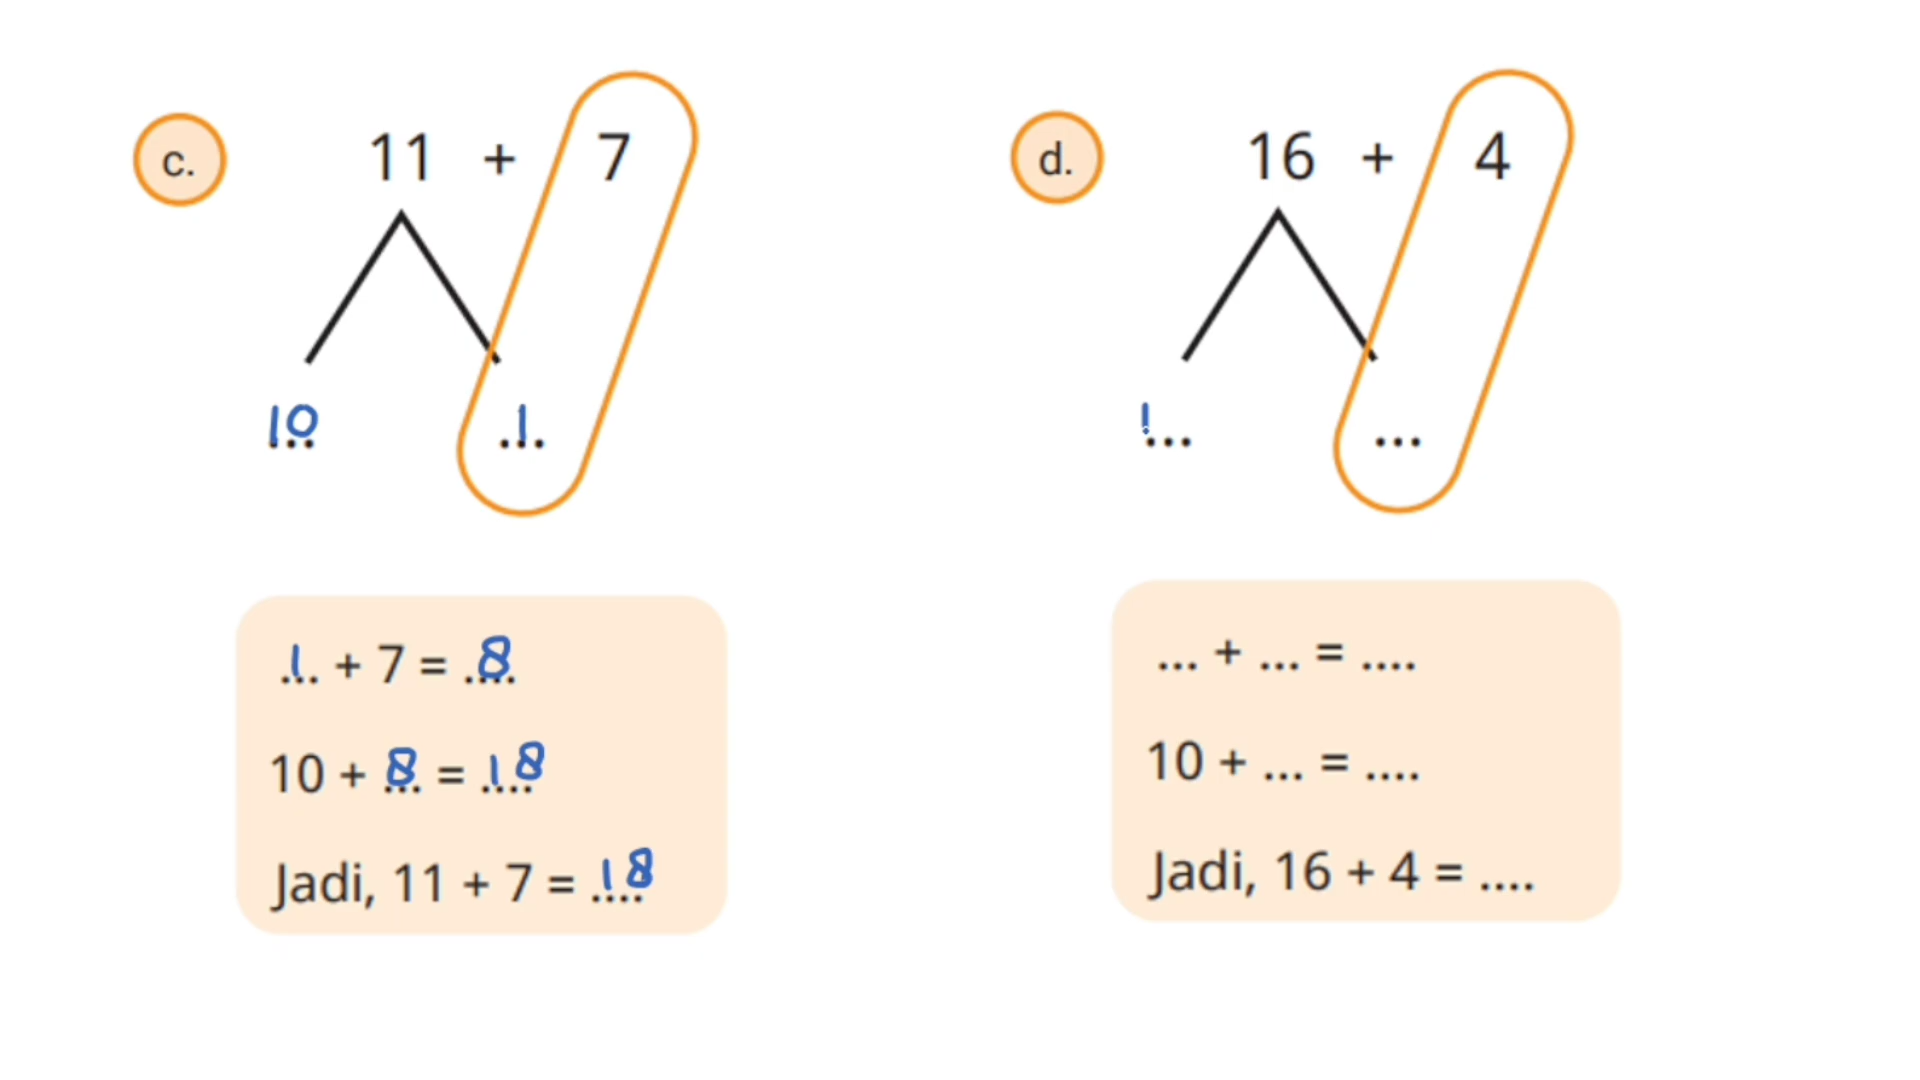 c. 11 + 7
10 ... .1.
1... + 7 = .8...
10 + 8... = 18....
Jadi, 11 + 7 = 18....
d. 16 + 4
1... ...
... + ... = ....
10 + ... = ....
Jadi, 16 + 4 = ....